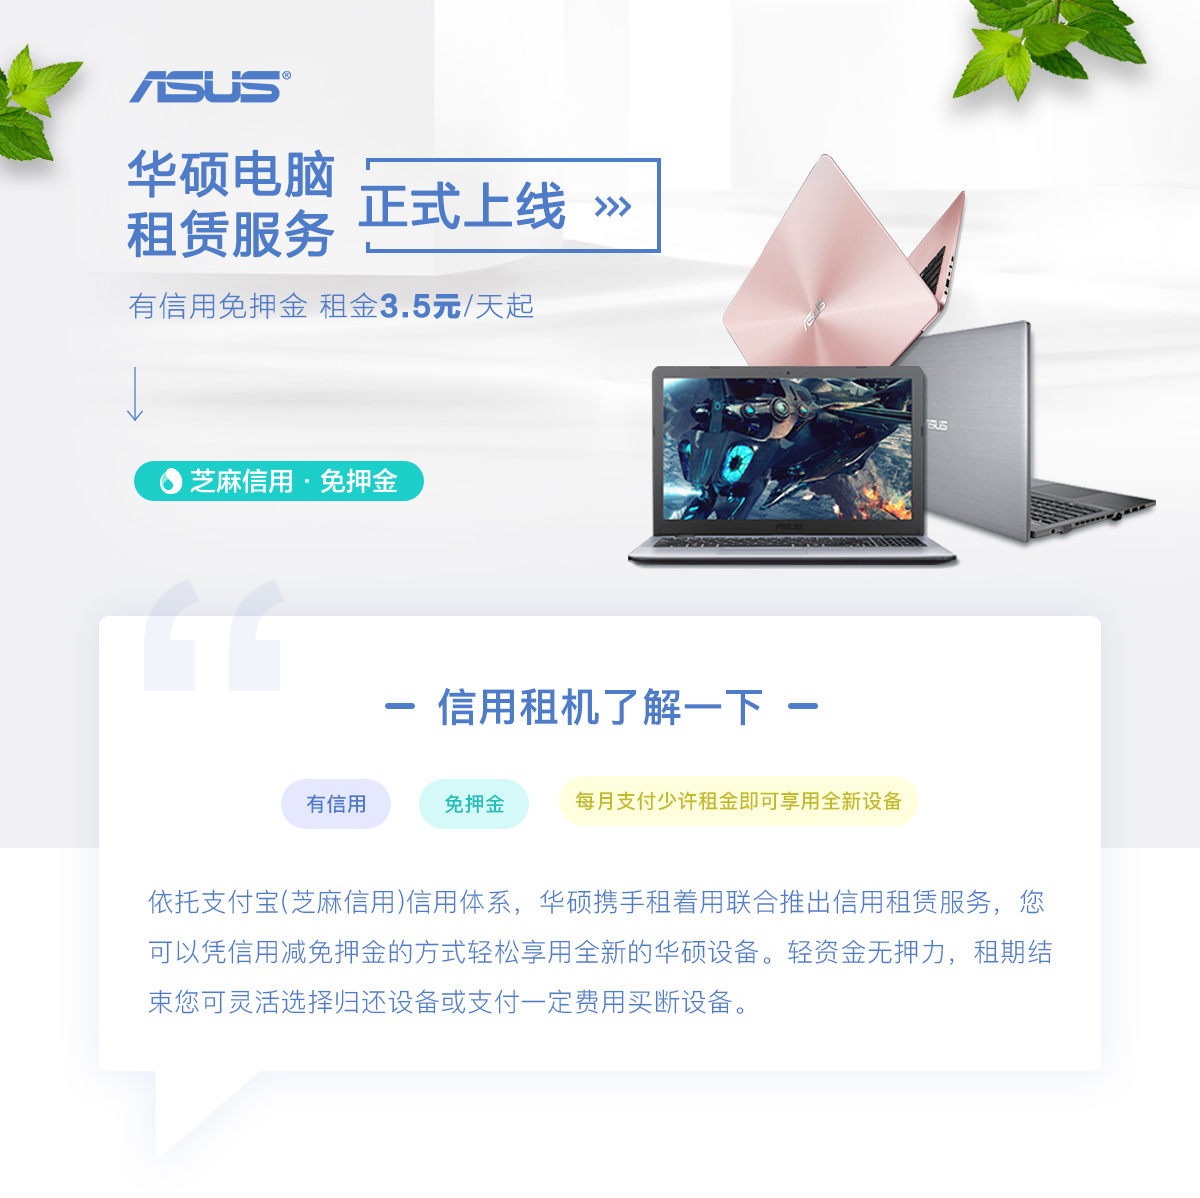 ASUS®
华硕电脑
租赁服务
正式上线
有信用免押金 租金3.5元/天起
芝麻信用 · 免押金
ASUS
ASUS
ASUS
信用租机了解一下
有信用
免押金
每月支付少许租金即可享用全新设备
依托支付宝(芝麻信用)信用体系，华硕携手租着用联合推出信用租赁服务，您
可以凭信用减免押金的方式轻松享用全新的华硕设备。轻资金无押力，租期结
束您可灵活选择归还设备或支付一定费用买断设备。